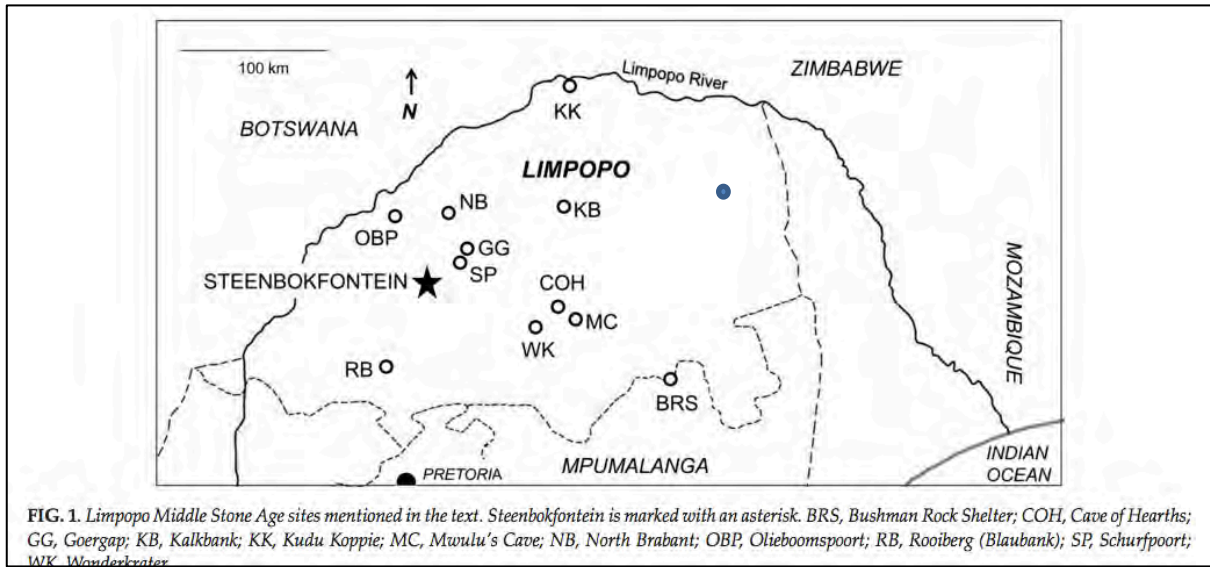 100 km
N
BOTSWANA
Limpopo River
ZIMBABWE
KK
LIMPOPO
NB
KB
OBP
GG
SP
STEENBOKFONTEIN
COH
MC
WK
RB
BRS
MOZAMBIQUE
PRETORIA
MPUMALANGA
INDIAN
OCEAN
FIG. 1. Limpopo Middle Stone Age sites mentioned in the text. Steenbokfontein is marked with an asterisk. BRS, Bushman Rock Shelter; COH, Cave of Hearths;
GG, Goergap; KB, Kalkbank; KK, Kudu Koppie; MC, Mwulu's Cave; NB, North Brabant; OBP, Olieboomspoort; RB, Rooiberg (Blaubank); SP, Schurfpoort;
WK, Wonderkrater